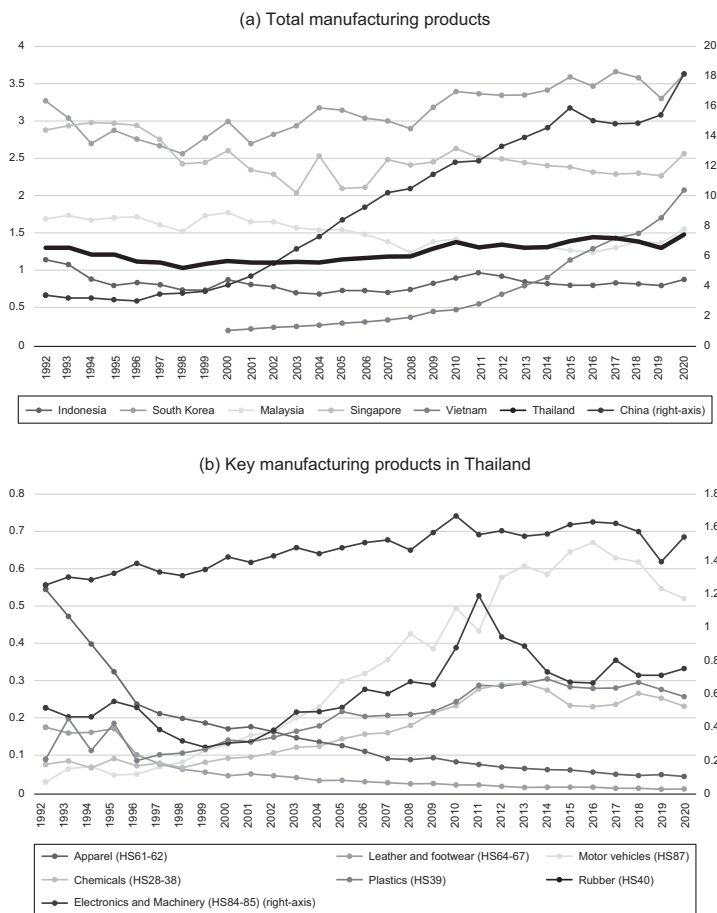 (a) Total manufacturing products
4 20
3.5 18
16
3 14
2.5 12
2 10
1.5 8
6
1 4
0.5 2
0 0
1992 1993 1994 1995 1996 1997 1998 1999 2000 2001 2002 2003 2004 2005 2006 2007 2008 2009 2010 2011 2012 2013 2014 2015 2016 2017 2018 2019 2020
Indonesia South Korea Malaysia Singapore Vietnam Thailand China (right-axis)
(b) Key manufacturing products in Thailand
0.8 1.8
0.7 1.6
1.4
0.6 1.2
0.5 1
0.4 0.8
0.3 0.6
0.2 0.4
0.1 0.2
0 0
1992 1993 1994 1995 1996 1997 1998 1999 2000 2001 2002 2003 2004 2005 2006 2007 2008 2009 2010 2011 2012 2013 2014 2015 2016 2017 2018 2019 2020
Apparel (HS61-62) Leather and footwear (HS64-67) Motor vehicles (HS87)
Chemicals (HS28-38) Plastics (HS39) Rubber (HS40)
Electronics and Machinery (HS84-85) (right-axis)